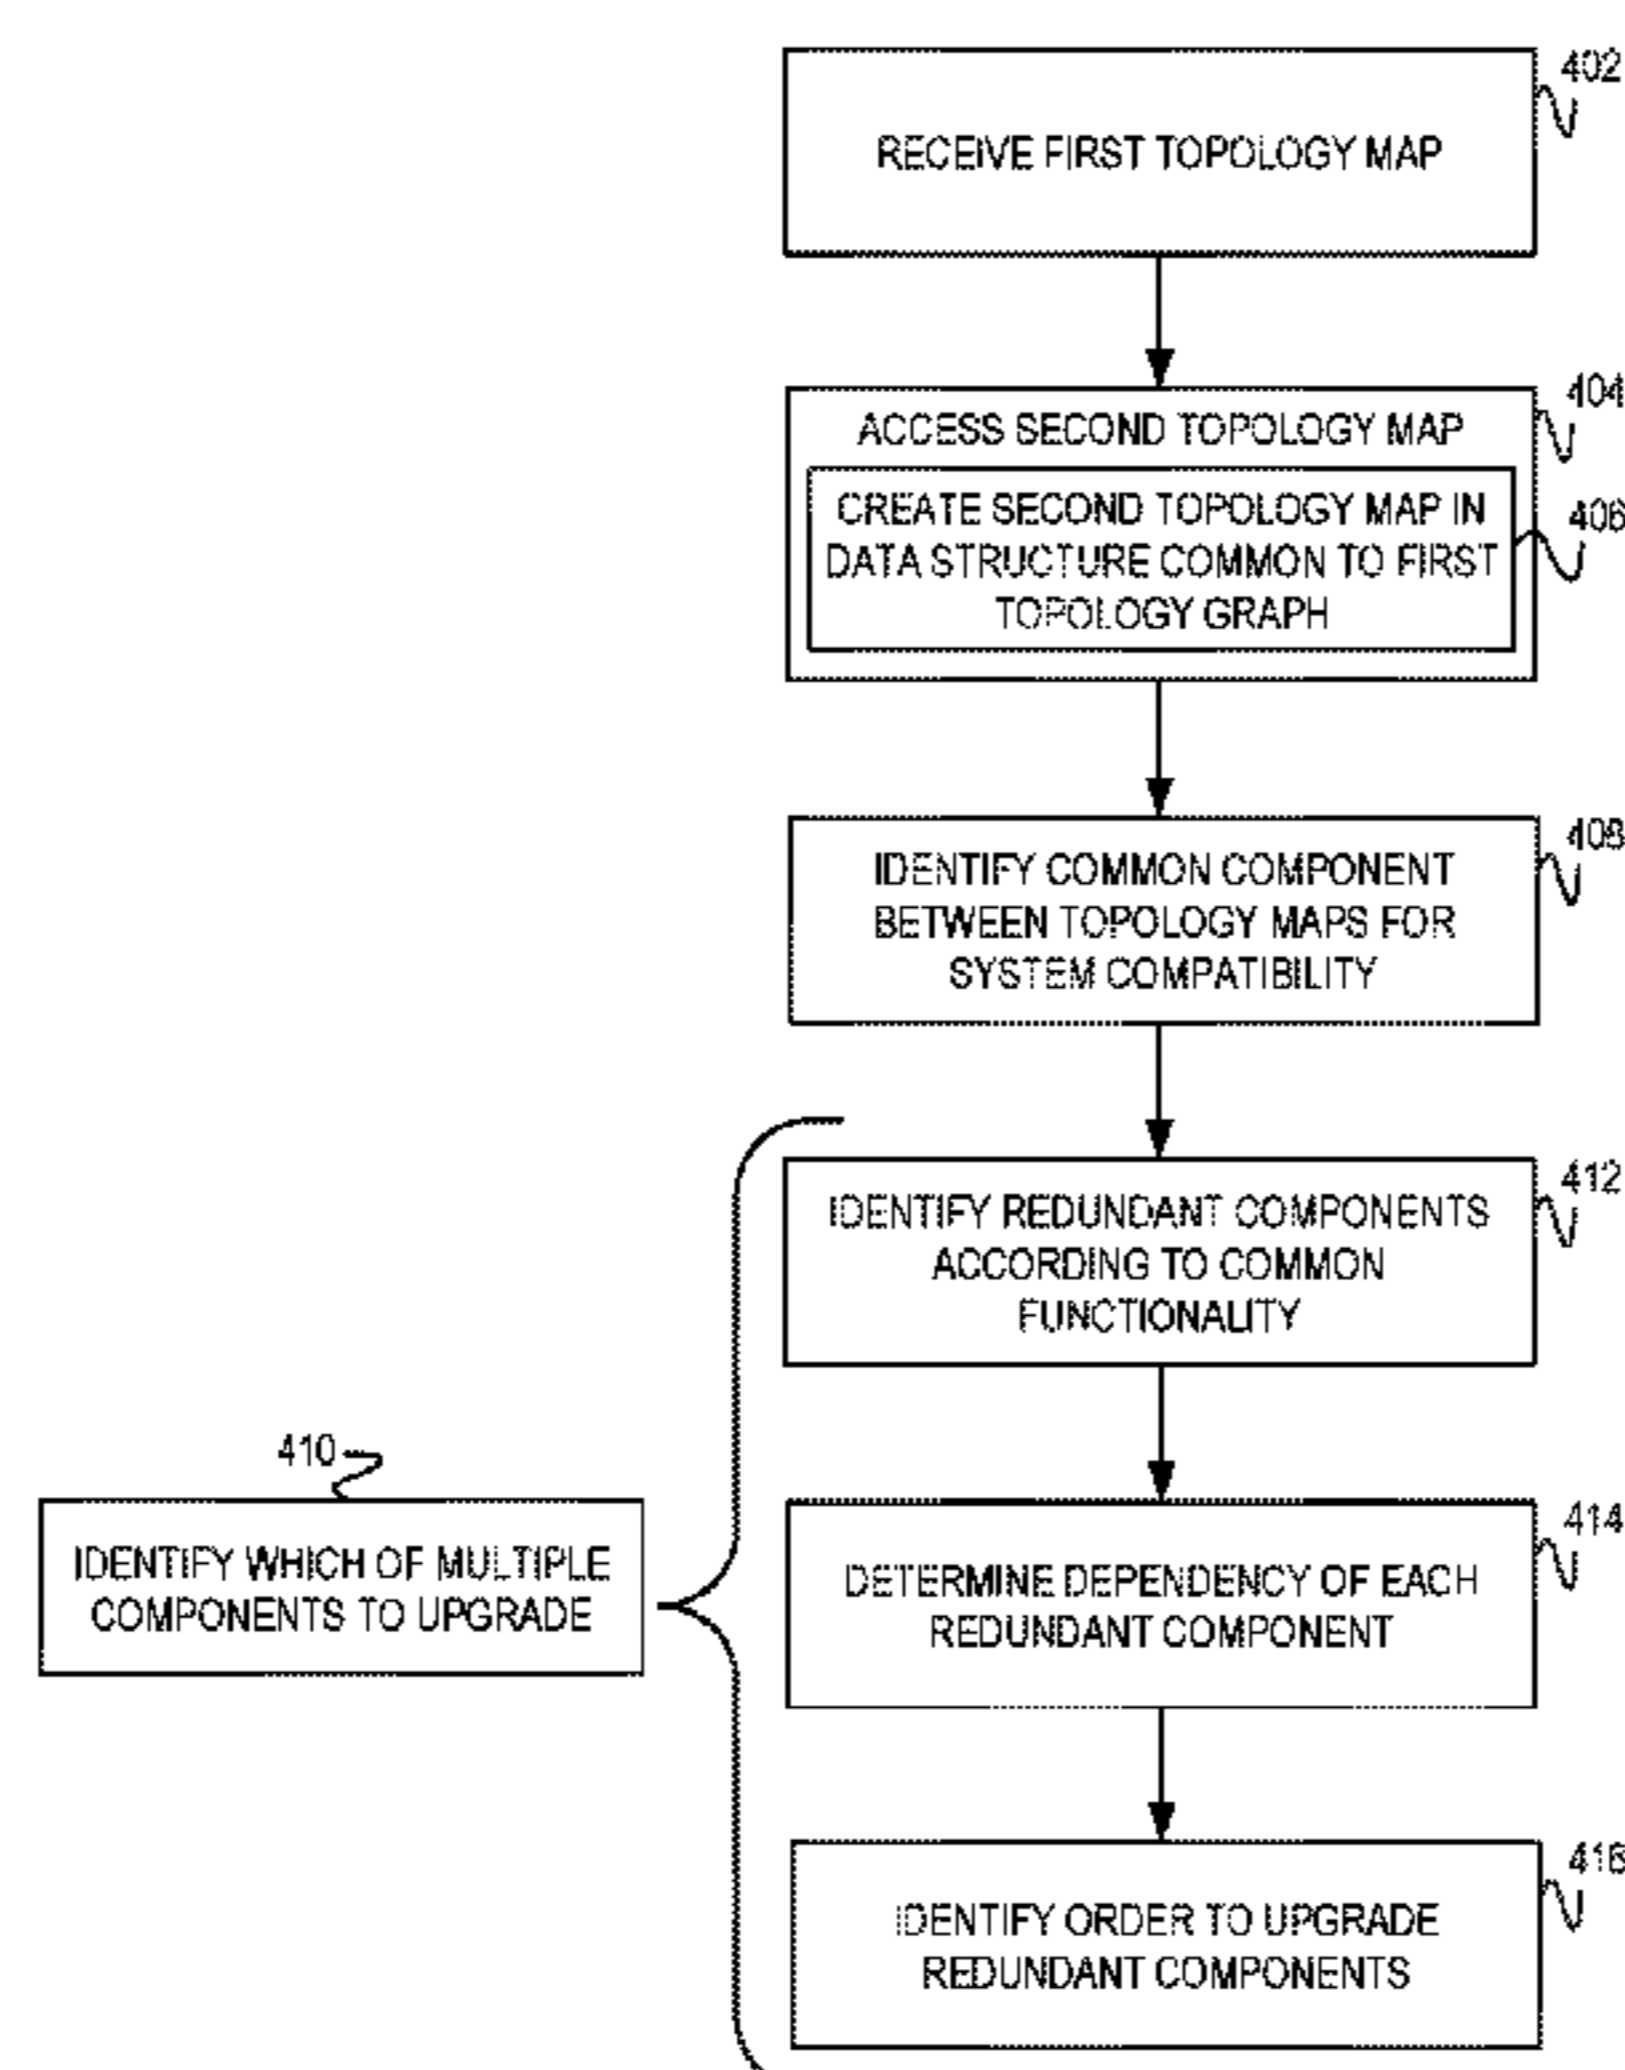 402
RECEIVE FIRST TOPOLOGY MAP
404
ACCESS SECOND TOPOLOGY MAP
406
CREATE SECOND TOPOLOGY MAP IN
DATA STRUCTURE COMMON TO FIRST
TOPOLOGY GRAPH
408
IDENTIFY COMMON COMPONENT
BETWEEN TOPOLOGY MAPS FOR
SYSTEM COMPATIBILITY
412
IDENTIFY REDUNDANT COMPONENTS
ACCORDING TO COMMON
FUNCTIONALITY
410
IDENTIFY WHICH OF MULTIPLE
COMPONENTS TO UPGRADE
414
DETERMINE DEPENDENCY OF EACH
REDUNDANT COMPONENT
416
IDENTIFY ORDER TO UPGRADE
REDUNDANT COMPONENTS